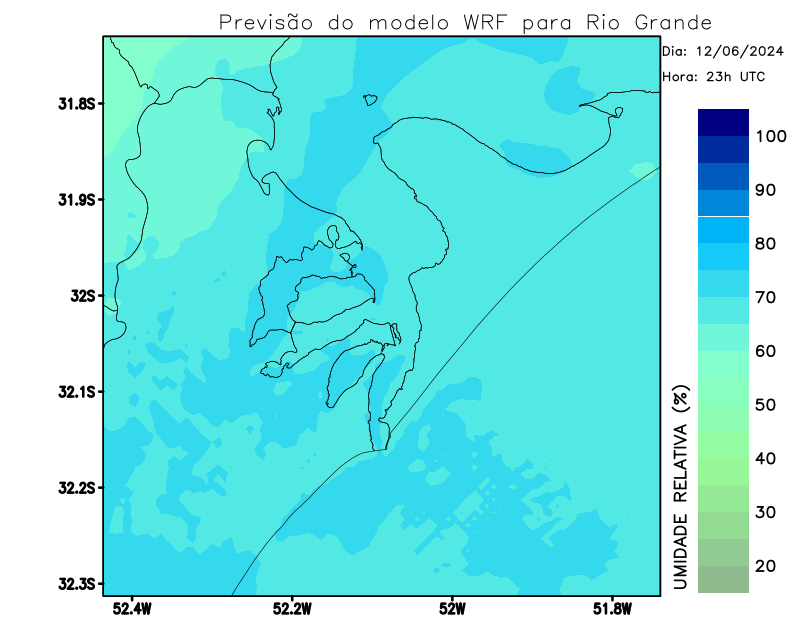 Previsão do modelo WRF para Rio Grande
Dia: 12/06/2024
Hora: 23h UTC
31.8S
31.9S
32S
32.1S
32.2S
32.3S
52.4W
52.2W
52W
51.8W
100
90
80
70
60
50
40
30
20
UMIDADE RELATIVA (%)